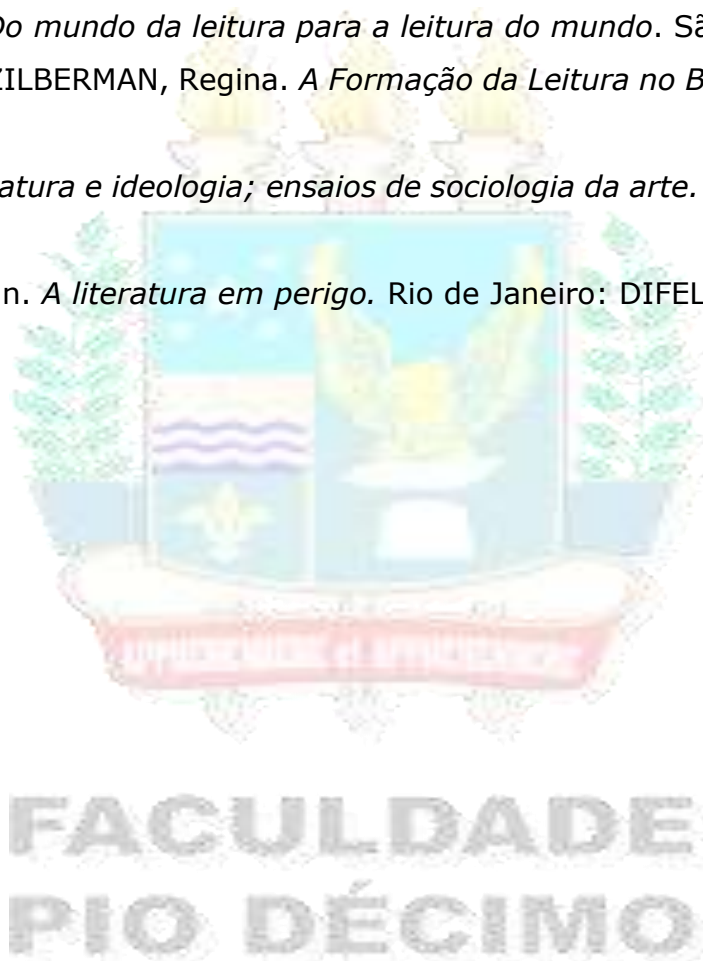 Do mundo da leitura para a leitura do mundo. Sã
ZILBERMAN, Regina. A Formação da Leitura no B
atura e ideologia; ensaios de sociologia da arte.
n. A literatura em perigo. Rio de Janeiro: DIFEL
FACULDADE
PIO DÉCIMO